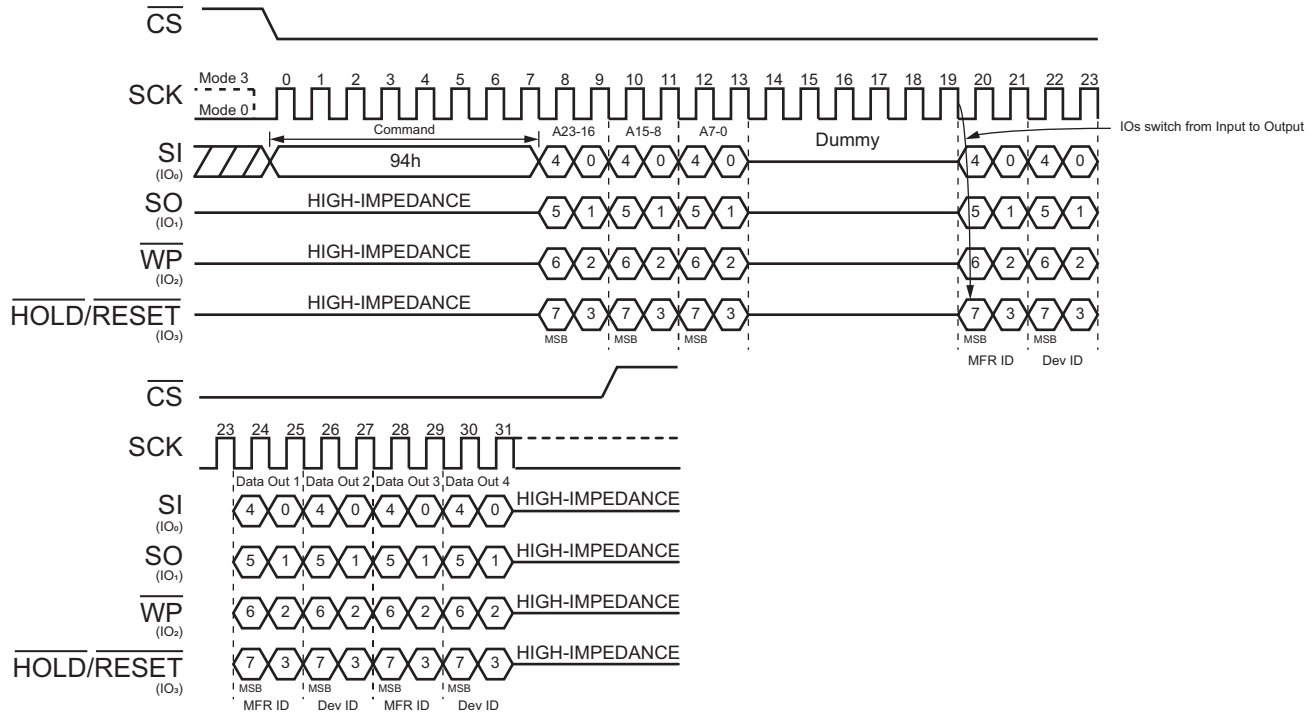 CS
Mode 3
0 1 2 3 4 5 6 7 8 9 10 11 12 13 14 15 16 17 18 19 20 21 22 23
SCK
Mode 0
Command A23-16 A15-8 A7-0 Dummy IOs switch from Input to Output
SI 94h 4 0 4 0 4 0 4 0 4 0
(IO₀)
SO HIGH-IMPEDANCE 5 1 5 1 5 1 5 1 5 1
(IO₁)
WP HIGH-IMPEDANCE 6 2 6 2 6 2 6 2 6 2
(IO₂)
HOLD/RESET HIGH-IMPEDANCE 7 3 7 3 7 3 7 3 7 3
(IO₃) MSB MSB MSB MSB MSB
MFR ID Dev ID
CS
23 24 25 26 27 28 29 30 31
SCK
Data Out 1 Data Out 2 Data Out 3 Data Out 4
SI 4 0 4 0 4 0 4 0 HIGH-IMPEDANCE
(IO₀)
SO 5 1 5 1 5 1 5 1 HIGH-IMPEDANCE
(IO₁)
WP 6 2 6 2 6 2 6 2 HIGH-IMPEDANCE
(IO₂)
HOLD/RESET 7 3 7 3 7 3 7 3 HIGH-IMPEDANCE
(IO₃) MSB MSB MSB MSB
MFR ID Dev ID MFR ID Dev ID